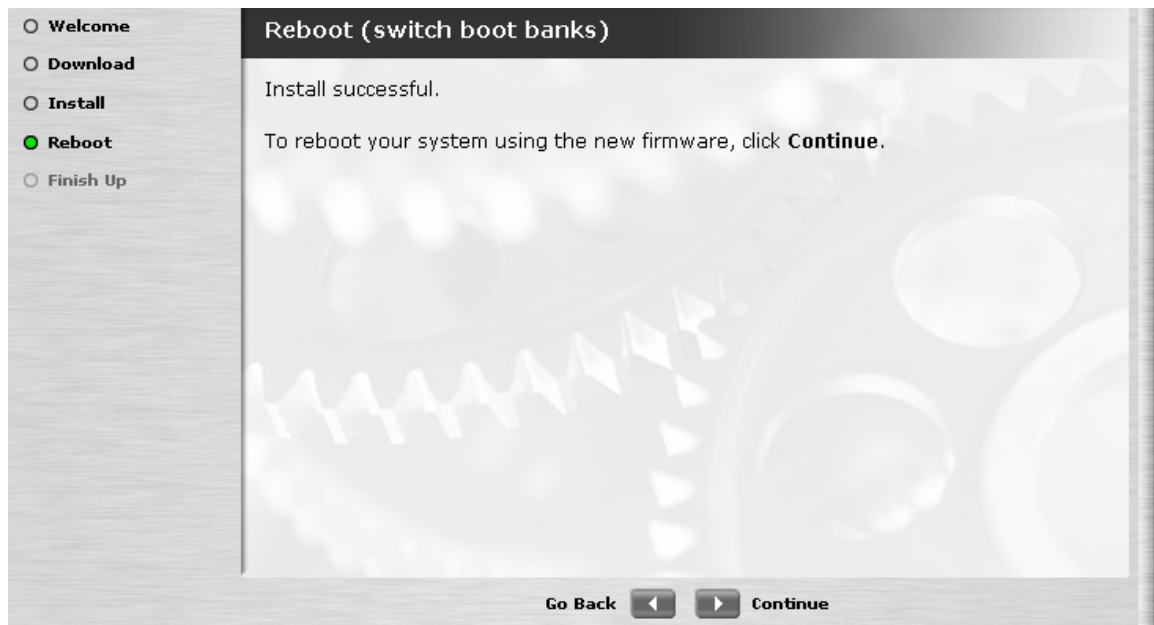 Welcome
Download
Install
Reboot
Finish Up
Reboot (switch boot banks)
Install successful.
To reboot your system using the new firmware, click Continue.
Go Back
Continue